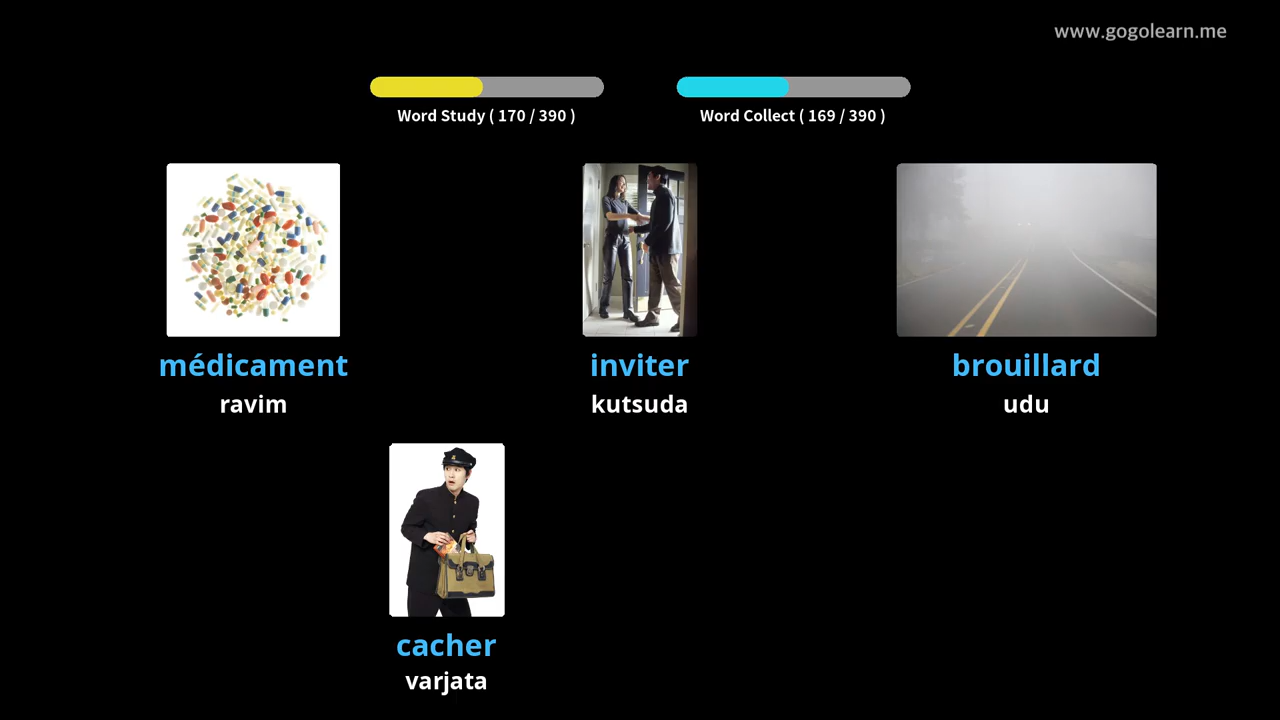 www.gogolearn.me
Word Study ( 170 / 390 )
Word Collect ( 169 / 390 )
médicament
ravim
inviter
kutsuda
brouillard
udu
cacher
varjata